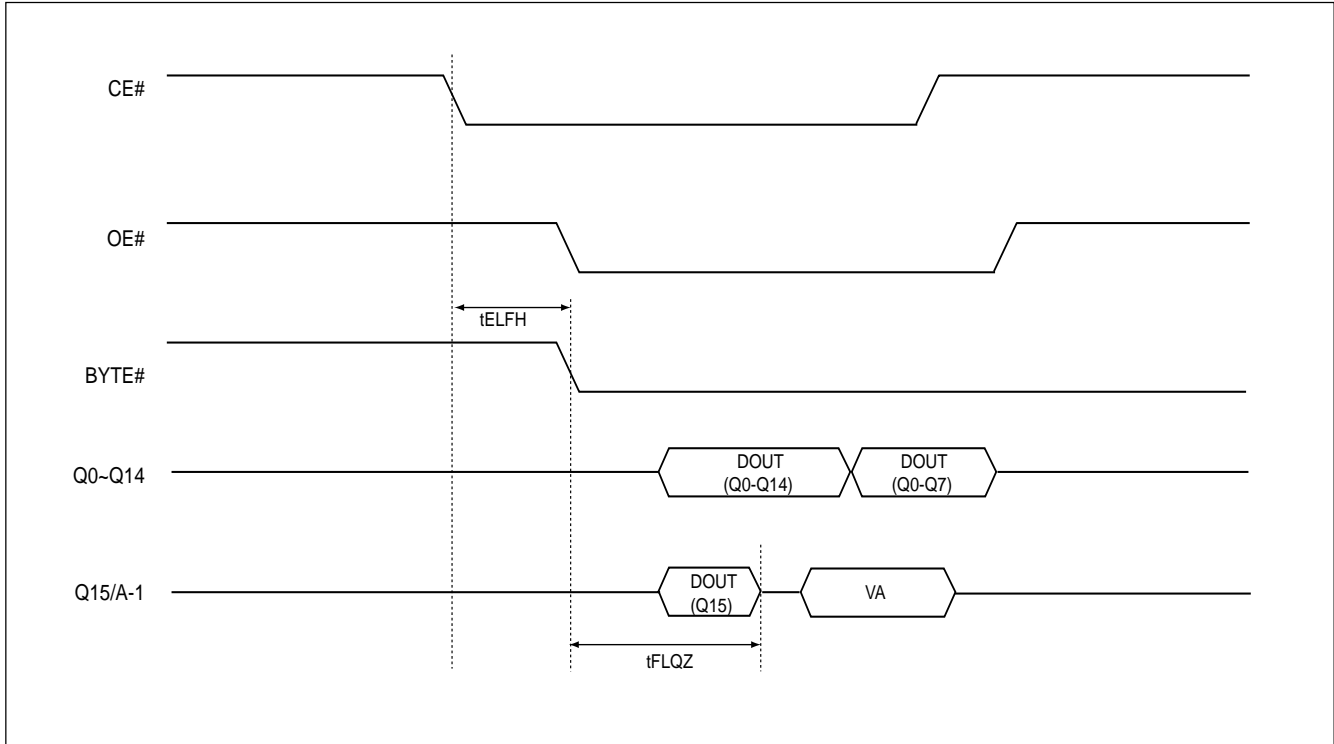 CE#
OE#
tELFH
BYTE#
Q0~Q14
DOUT
(Q0-Q14)
DOUT
(Q0-Q7)
Q15/A-1
DOUT
(Q15)
VA
tFLQZ